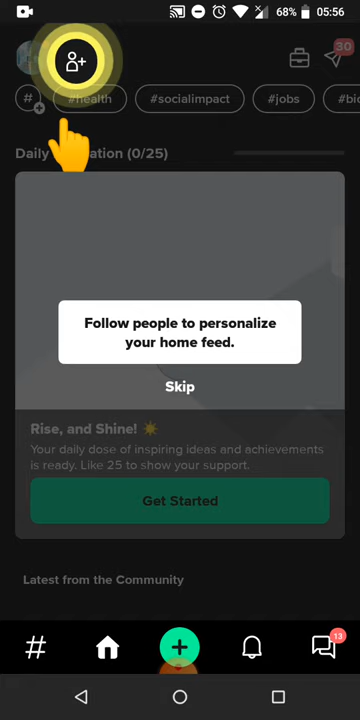 68% 05:56
30
# #health #socialimpact #jobs
Daily ation (0/25)
Follow people to personalize
your home feed.
Skip
Rise, and Shine! ☀️
Your daily dose of inspiring ideas and achievements
is ready. Like 25 to show your support.
Get Started
Latest from the Community
13